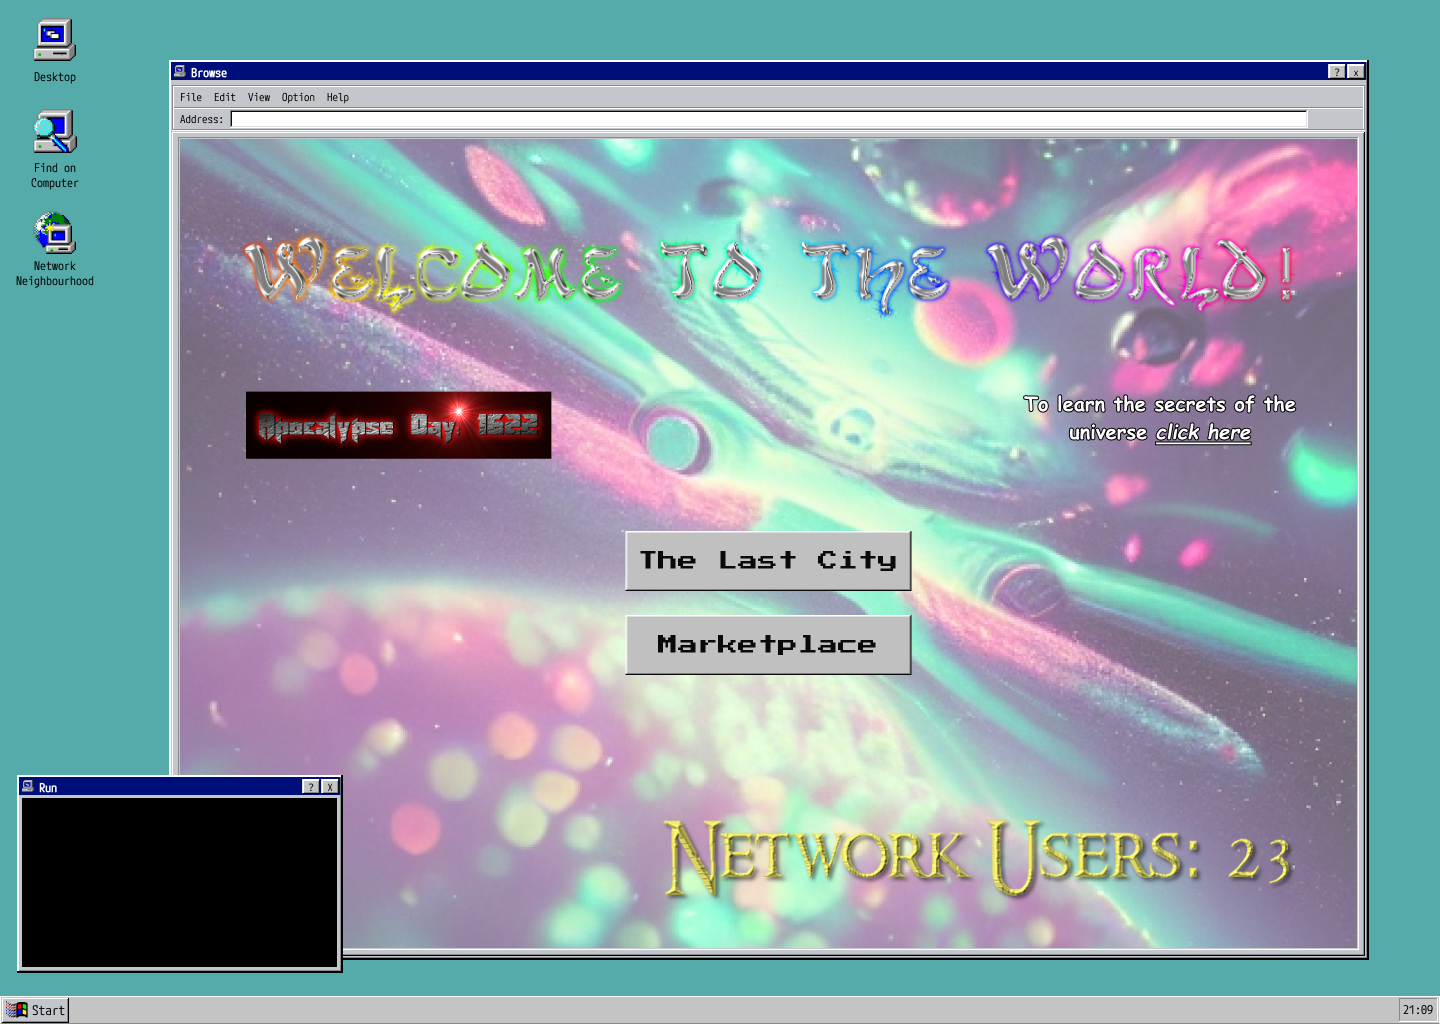 Desktop
Find on
Computer
Network
Neighbourhood
Browse
? x
File Edit View Option Help
Address:
Welcome to the World!
Apocalypse Day: 1622
To learn the secrets of the
universe click here
The Last City
Marketplace
Network Users: 23
Run
? X
Start
21:09